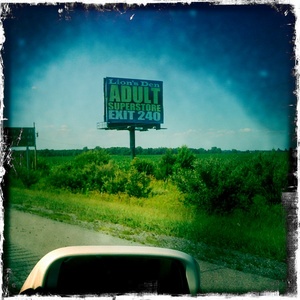 Lion's Den
ADULT
SUPERSTORE
EXIT 240